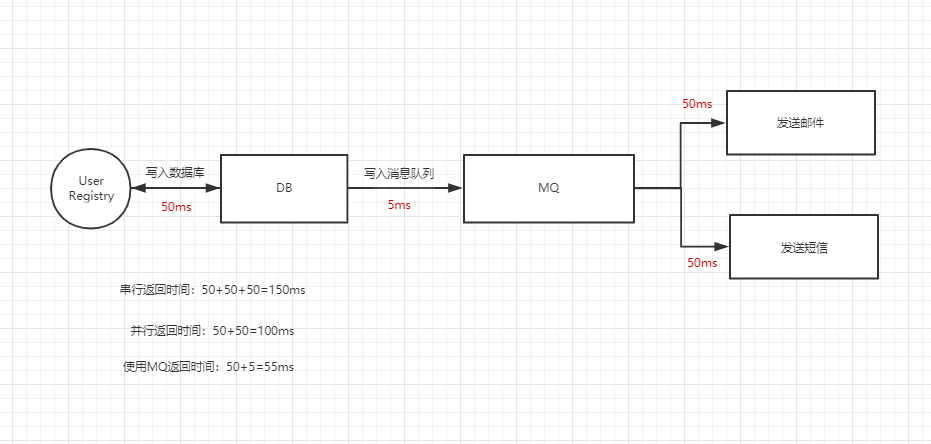 User
Registry
写入数据库
50ms
DB
写入消息队列
5ms
MQ
50ms
发送邮件
50ms
发送短信
串行返回时间：50+50+50=150ms
并行返回时间：50+50=100ms
使用MQ返回时间：50+5=55ms